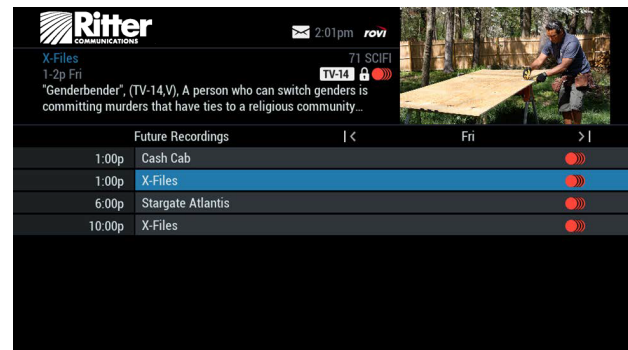 Ritter
COMMUNICATIONS
2:01pm rovi
X-Files 71 SCIFI
1-2p Fri TV-14
"Genderbender", (TV-14,V), A person who can switch genders is
committing murders that have ties to a religious community...
Future Recordings |< Fri >|
1:00p Cash Cab
1:00p X-Files
6:00p Stargate Atlantis
10:00p X-Files